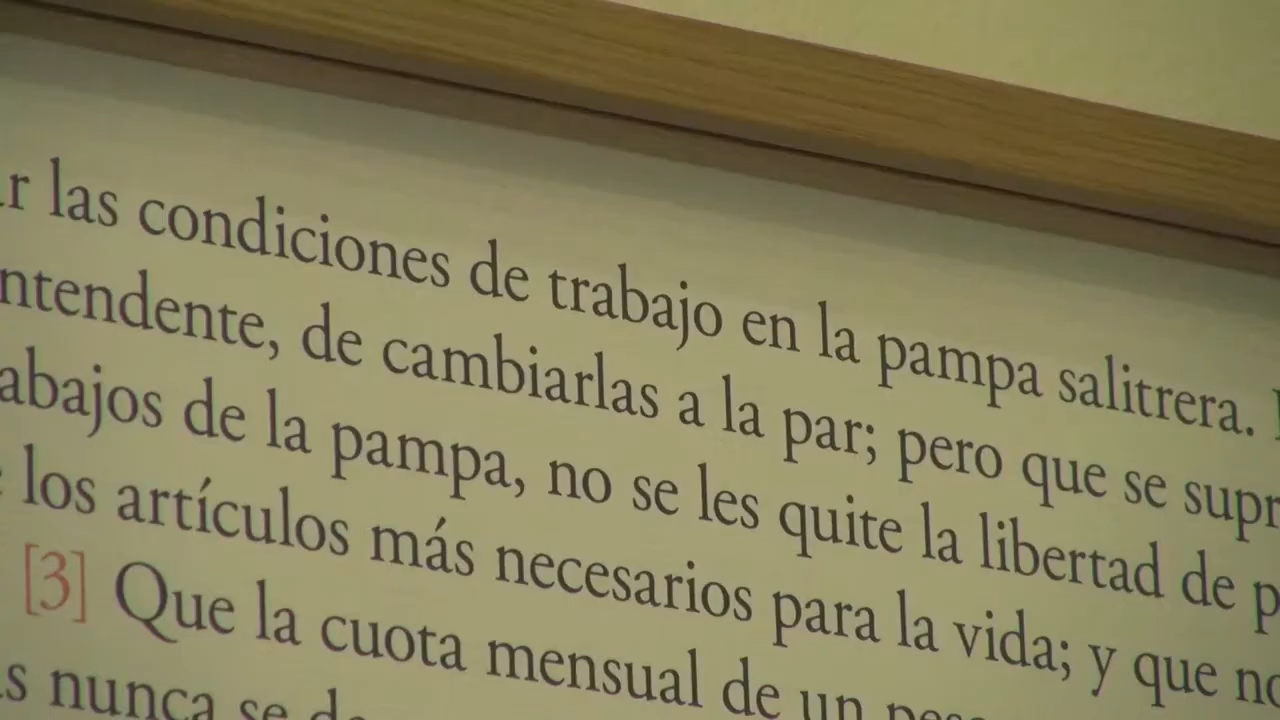 r las condiciones de trabajo en la pampa salitrera.
ntendente, de cambiarlas a la par; pero que se supr
abajos de la pampa, no se les quite la libertad de p
los artículos más necesarios para la vida; y que no
[3] Que la cuota mensual de un
s nunca se